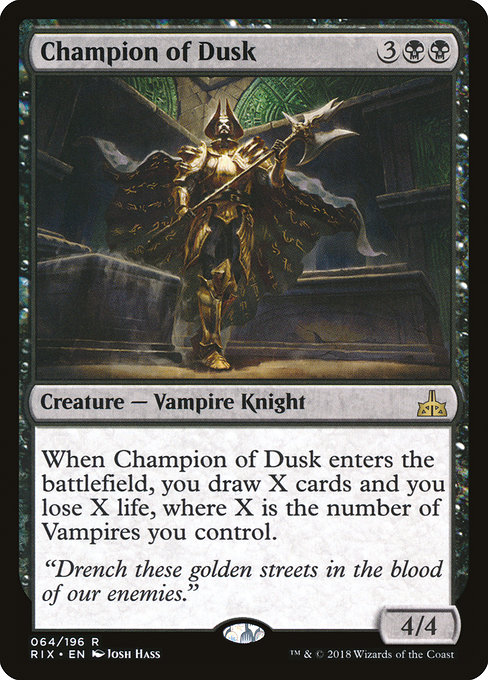 Champion of Dusk 3
Creature — Vampire Knight
When Champion of Dusk enters the
battlefield, you draw X cards and you
lose X life, where X is the number of
Vampires you control.
“Drench these golden streets in the blood
of our enemies.”
4/4
064/196 R
RIX • EN Josh Hass
™ & © 2018 Wizards of the Coast